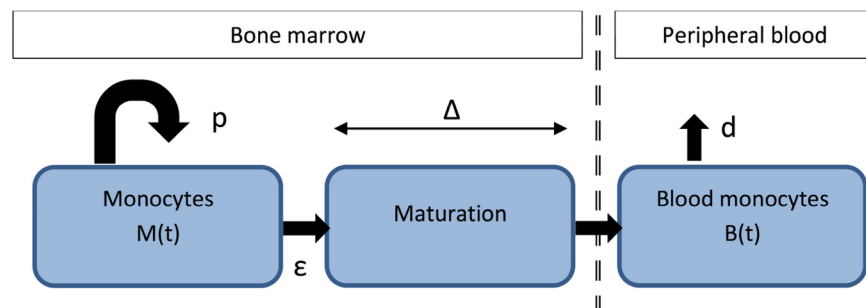 Bone marrow
Peripheral blood
p
Δ
d
Monocytes
M(t)
Maturation
Blood monocytes
B(t)
ε